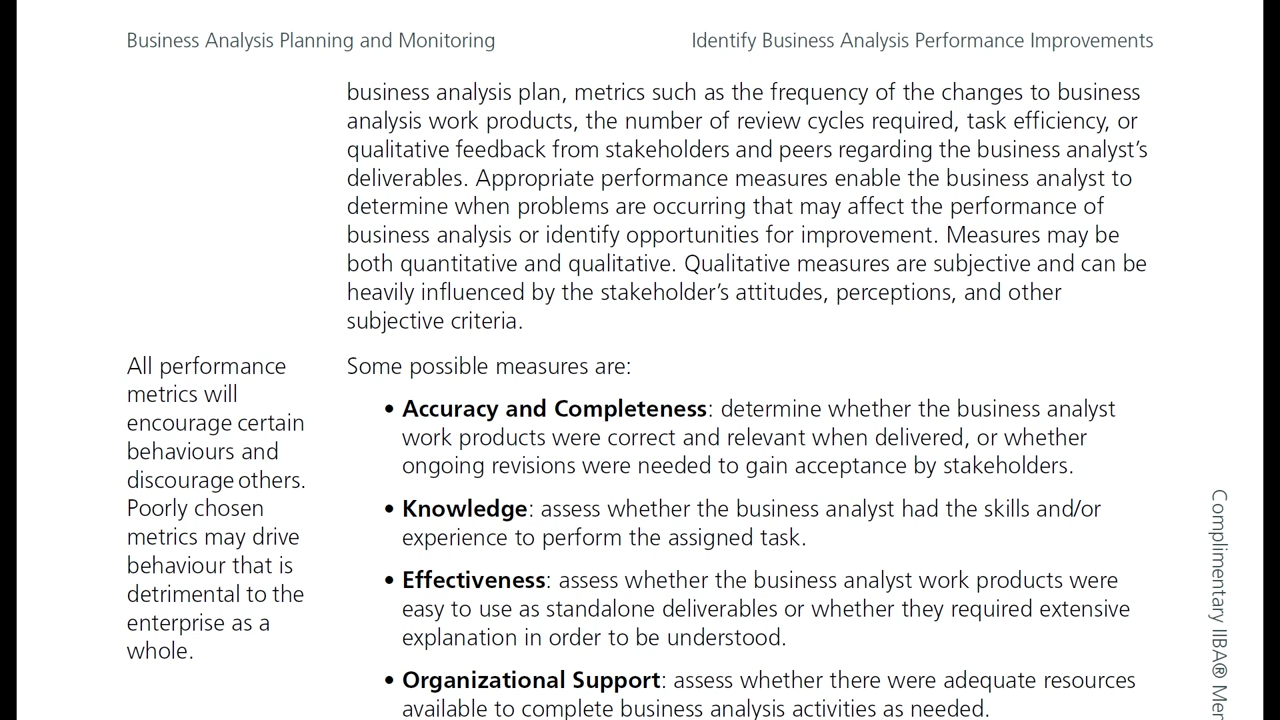 Business Analysis Planning and Monitoring
Identify Business Analysis Performance Improvements
business analysis plan, metrics such as the frequency of the changes to business
analysis work products, the number of review cycles required, task efficiency, or
qualitative feedback from stakeholders and peers regarding the business analyst’s
deliverables. Appropriate performance measures enable the business analyst to
determine when problems are occurring that may affect the performance of
business analysis or identify opportunities for improvement. Measures may be
both quantitative and qualitative. Qualitative measures are subjective and can be
heavily influenced by the stakeholder’s attitudes, perceptions, and other
subjective criteria.
All performance
metrics will
encourage certain
behaviours and
discourage others.
Poorly chosen
metrics may drive
behaviour that is
detrimental to the
enterprise as a
whole.
Some possible measures are:
• Accuracy and Completeness: determine whether the business analyst
work products were correct and relevant when delivered, or whether
ongoing revisions were needed to gain acceptance by stakeholders.
• Knowledge: assess whether the business analyst had the skills and/or
experience to perform the assigned task.
• Effectiveness: assess whether the business analyst work products were
easy to use as standalone deliverables or whether they required extensive
explanation in order to be understood.
• Organizational Support: assess whether there were adequate resources
available to complete business analysis activities as needed.
Complimentary IIBA®